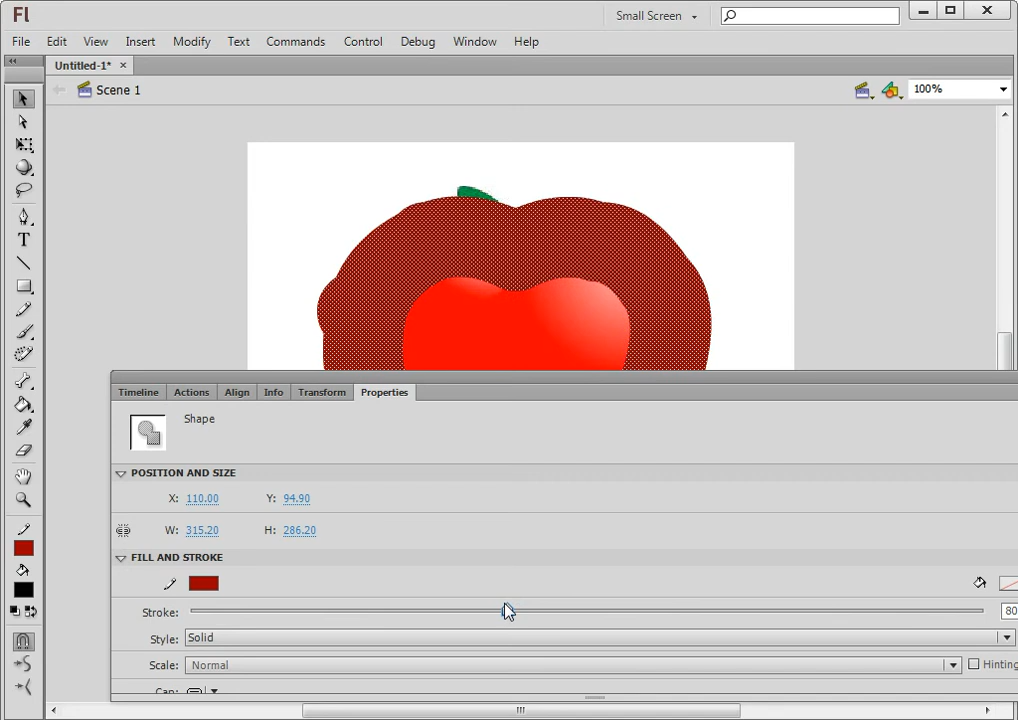 Fl
Small Screen
File Edit View Insert Modify Text Commands Control Debug Window Help
Untitled-1* ×
Scene 1
100%
T
Timeline Actions Align Info Transform Properties
Shape
POSITION AND SIZE
X: 110.00 Y: 94.90
W: 315.20 H: 286.20
FILL AND STROKE
Stroke: 80
Style: Solid
Scale: Normal Hinting
Cap: